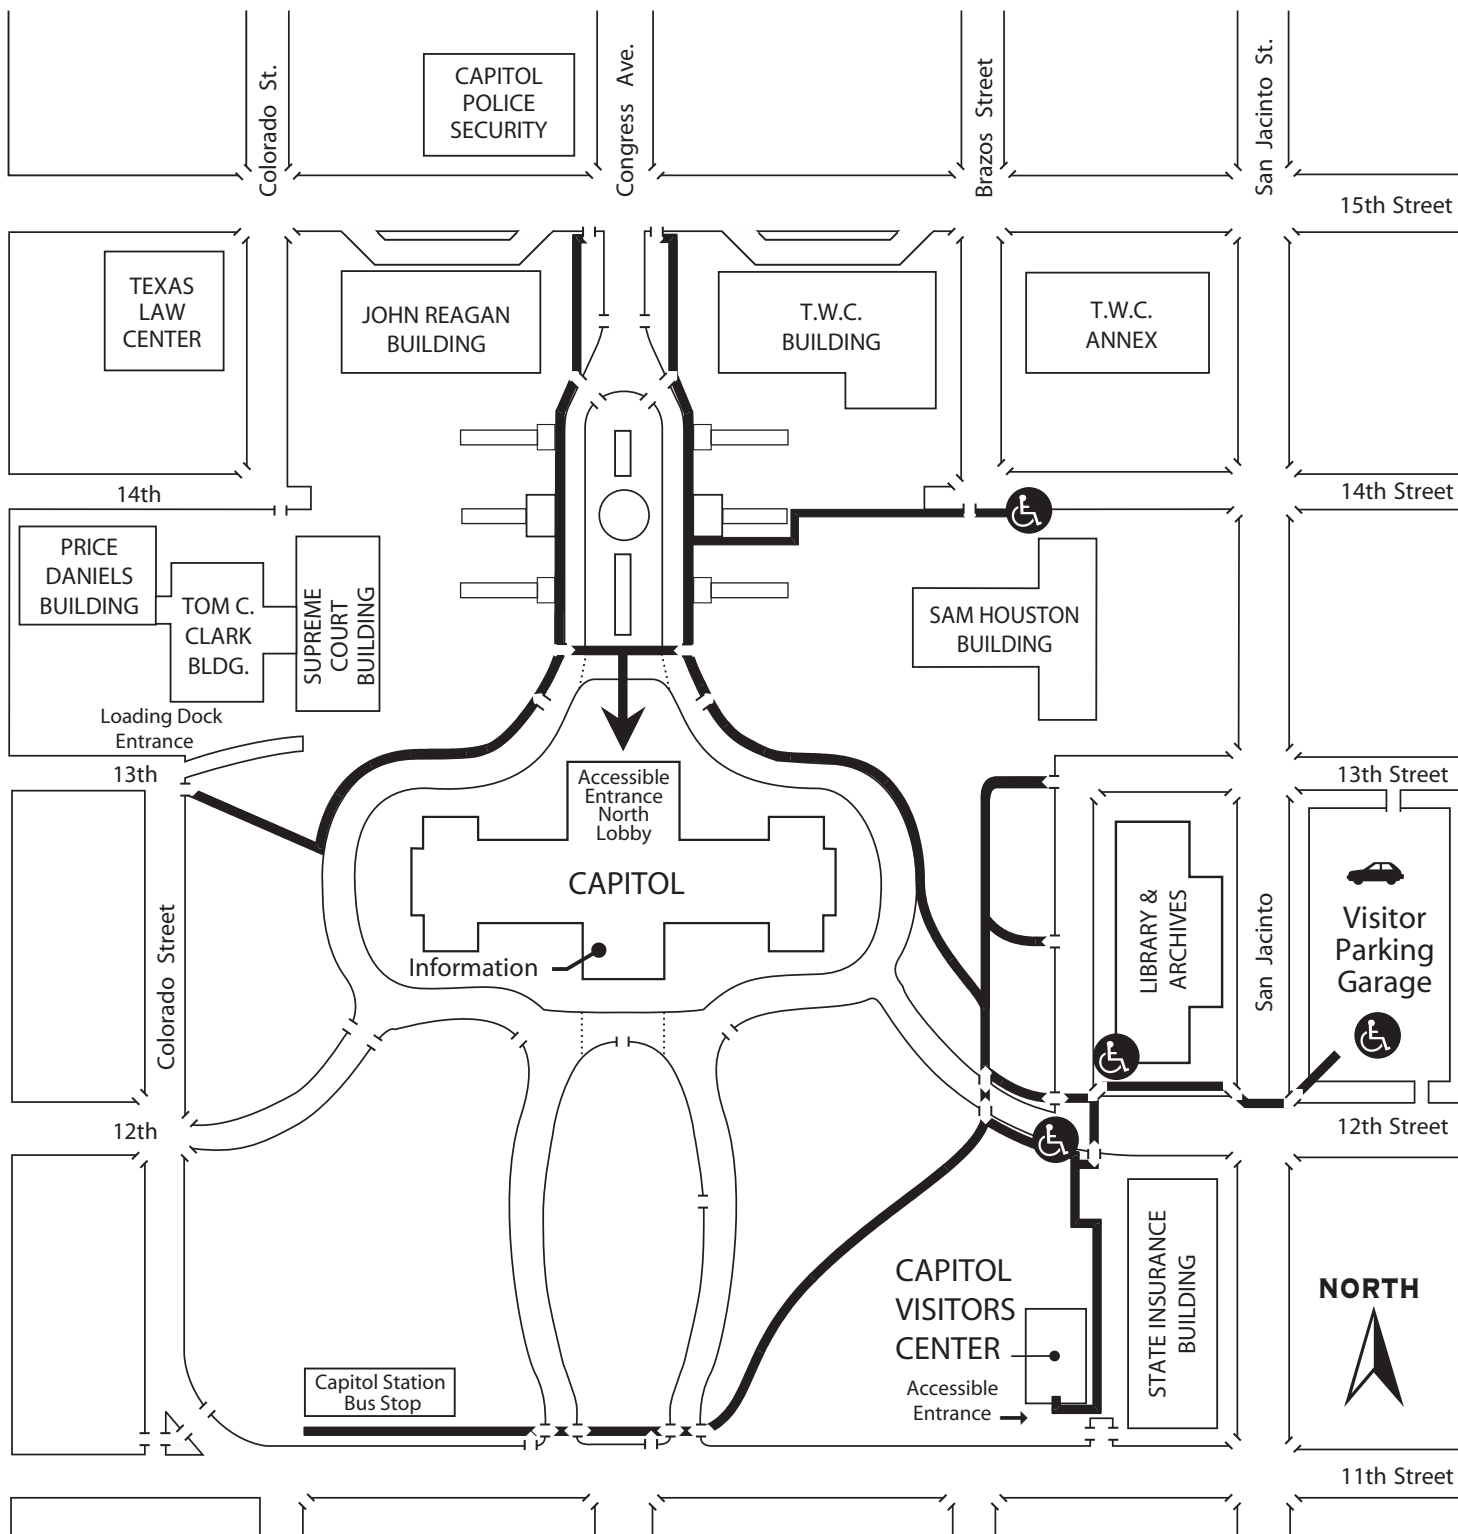 Colorado St.
CAPITOL
POLICE
SECURITY
Congress Ave.
Brazos Street
San Jacinto St.
15th Street
TEXAS
LAW
CENTER
JOHN REAGAN
BUILDING
T.W.C.
BUILDING
T.W.C.
ANNEX
14th
14th Street
PRICE
DANIELS
BUILDING
TOM C.
CLARK
BLDG.
SUPREME
COURT
BUILDING
SAM HOUSTON
BUILDING
Loading Dock
Entrance
13th
13th Street
Accessible
Entrance
North
Lobby
CAPITOL
Information
Colorado Street
LIBRARY &
ARCHIVES
San Jacinto
Visitor
Parking
Garage
12th
12th Street
CAPITOL
VISITORS
CENTER
Accessible
Entrance
STATE INSURANCE
BUILDING
NORTH
Capitol Station
Bus Stop
11th Street